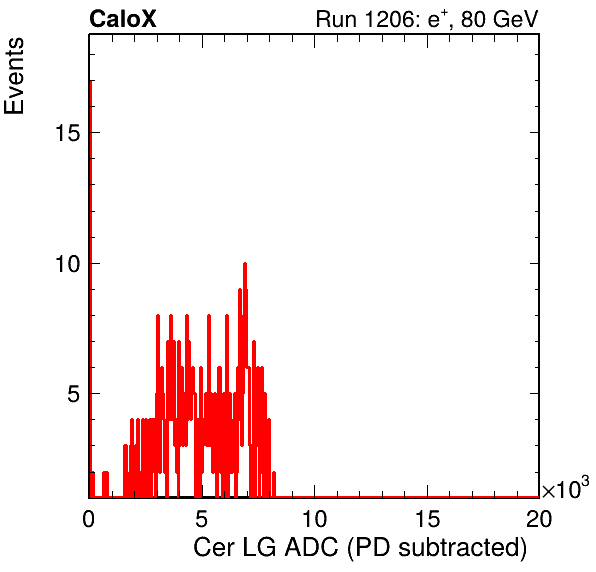 CaloX Run 1206: e⁺, 80 GeV
Events
15
10
5
0 5 10 15 20
×10³
Cer LG ADC (PD subtracted)